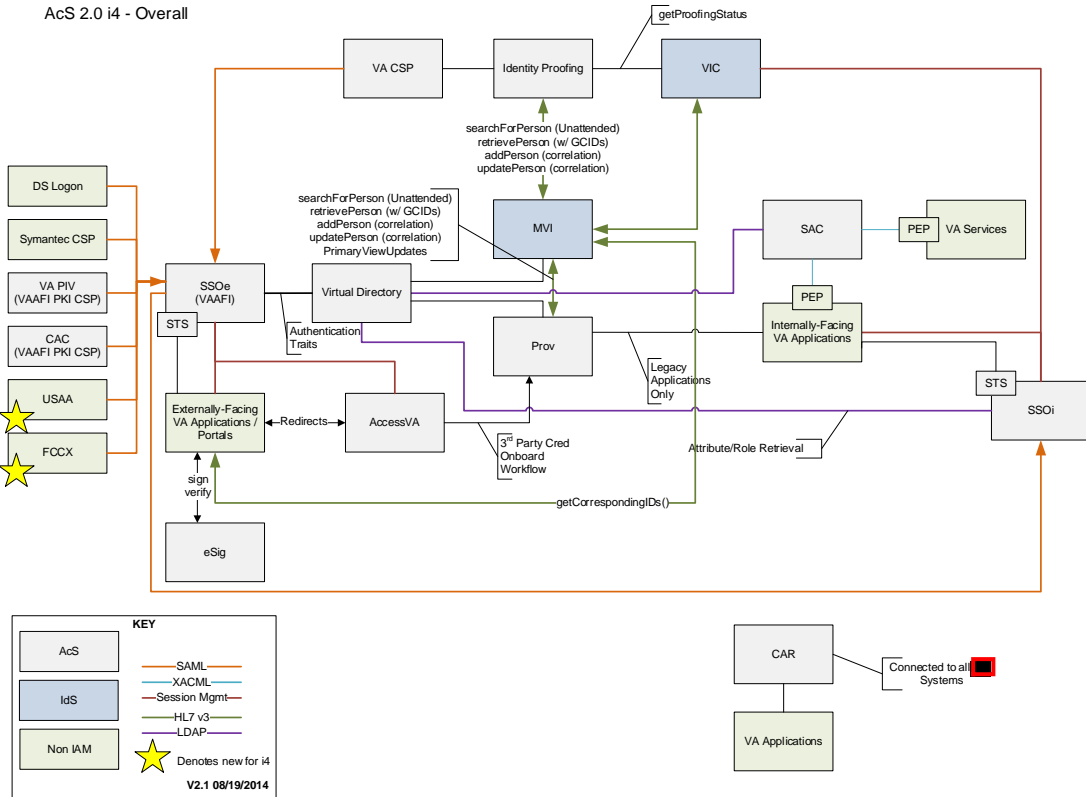 AcS 2.0 i4 - Overall
getProofingStatus
VA CSP
Identity Proofing
VIC
searchForPerson (Unattended)
retrievePerson (w/ GCIDs)
addPerson (correlation)
updatePerson (correlation)
DS Logon
searchForPerson (Unattended)
retrievePerson (w/ GCIDs)
addPerson (correlation)
updatePerson (correlation)
PrimaryViewUpdates
MVI
SAC
PEP
VA Services
Symantec CSP
VA PIV
(VAAFI PKI CSP)
SSOe
(VAAFI)
Virtual Directory
PEP
STS
Authentication
Traits
CAC
(VAAFI PKI CSP)
Prov
Internally-Facing
VA Applications
Legacy
Applications
Only
STS
SSOi
USAA
Externally-Facing
VA Applications /
Portals
Redirects
AccessVA
FCCX
3rd Party Cred
Onboard
Workflow
Attribute/Role Retrieval
sign
verify
getCorrespondingIDs()
eSig
KEY
AcS
IdS
Non IAM
SAML
XACML
Session Mgmt
HL7 v3
LDAP
Denotes new for i4
V2.1 08/19/2014
CAR
Connected to all
Systems
VA Applications